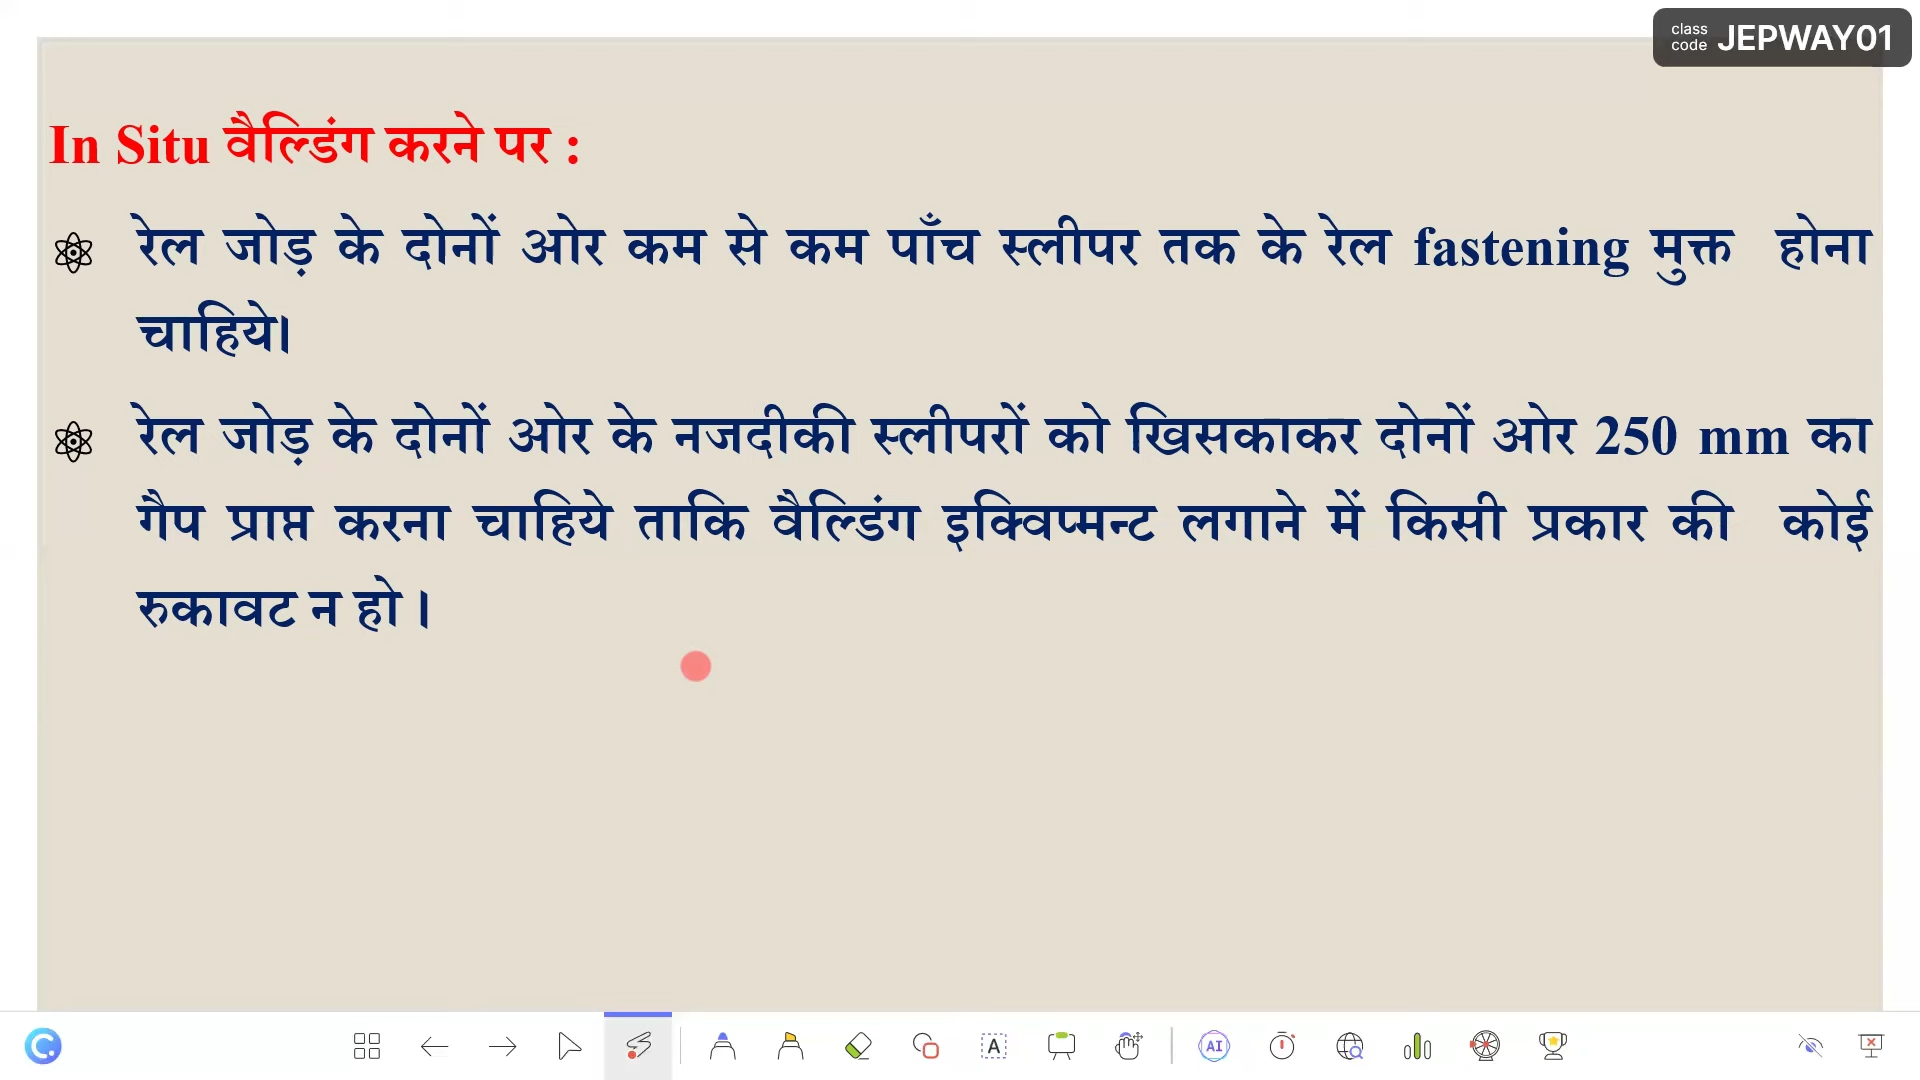 class code JEPWAY01
In Situ वैल्डिंग करने पर :
रेल जोड़ के दोनों ओर कम से कम पाँच स्लीपर तक के रेल fastening मुक्त होना
चाहिये।
रेल जोड़ के दोनों ओर के नजदीकी स्लीपरों को खिसकाकर दोनों ओर 250 mm का
गैप प्राप्त करना चाहिये ताकि वैल्डिंग इक्विप्मन्ट लगाने में किसी प्रकार की कोई
रुकावट न हो ।
A
AI